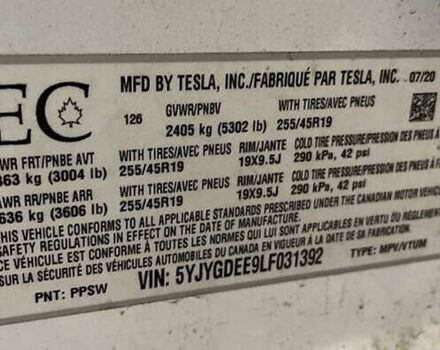 EC MFD BY TESLA, INC./FABRIQUÉ PAR TESLA, INC. 07/20
126 GVWR/PNBV WITH TIRES/AVEC PNEUS
2405 kg (5302 lb) 255/45R19
AWR FRT/PNBE AVT WITH TIRES/AVEC PNEUS RIM/JANTE COLD TIRE PRESSURE/PRESSION DES PNEUS À
363 kg (3004 lb) 255/45R19 19X9.5J 290 kPa, 42 psi
AWR RR/PNBE ARR WITH TIRES/AVEC PNEUS RIM/JANTE COLD TIRE PRESSURE/PRESSION DES PNEUS À
636 kg (3606 lb) 255/45R19 19X9.5J 290 kPa, 42 psi
THIS VEHICLE CONFORMS TO ALL APPLICABLE STANDARDS PRESCRIBED UNDER THE CANADIAN MOTOR VEHICLE
SAFETY REGULATIONS IN EFFECT ON THE DATE OF MANUFACTURE.
EST CONFORME À TOUTES LES NORMES QUI LUI SONT APPLICABLES EN VERTU DU RÈGLEMENT
SUR LA SÉCURITÉ DES VÉHICULES AUTOMOBILES DU CANADA EN VIGUEUR À LA DATE DE SA FABRICATION.
PNT: PPSW VIN: 5YJYGDEE9LF031392 TYPE: MPV/VTUM